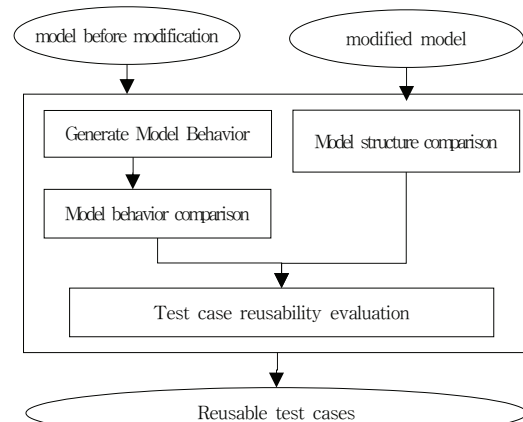 model before modification
modified model
Generate Model Behavior
Model structure comparison
Model behavior comparison
Test case reusability evaluation
Reusable test cases